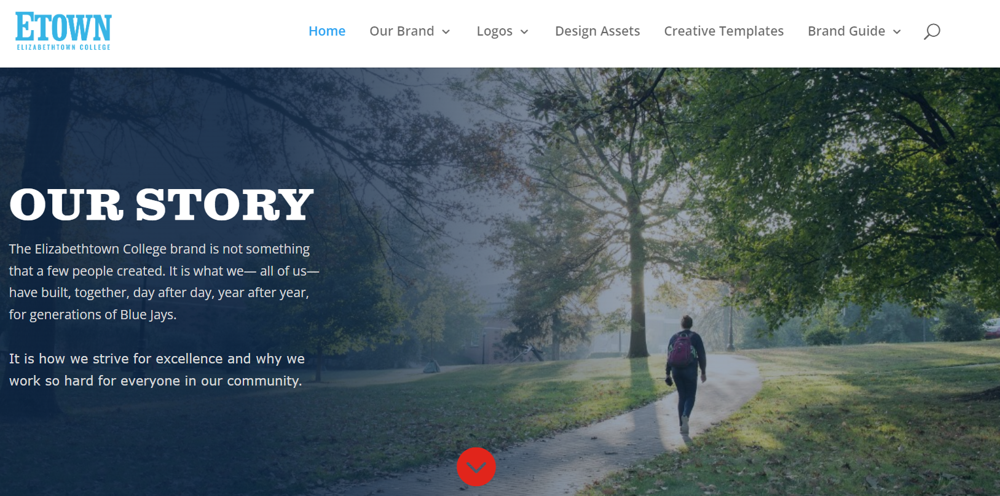 ETOWN
ELIZABETHTOWN COLLEGE
Home Our Brand Logos Design Assets Creative Templates Brand Guide
OUR STORY
The Elizabethtown College brand is not something
that a few people created. It is what we— all of us—
have built, together, day after day, year after year,
for generations of Blue Jays.
It is how we strive for excellence and why we
work so hard for everyone in our community.